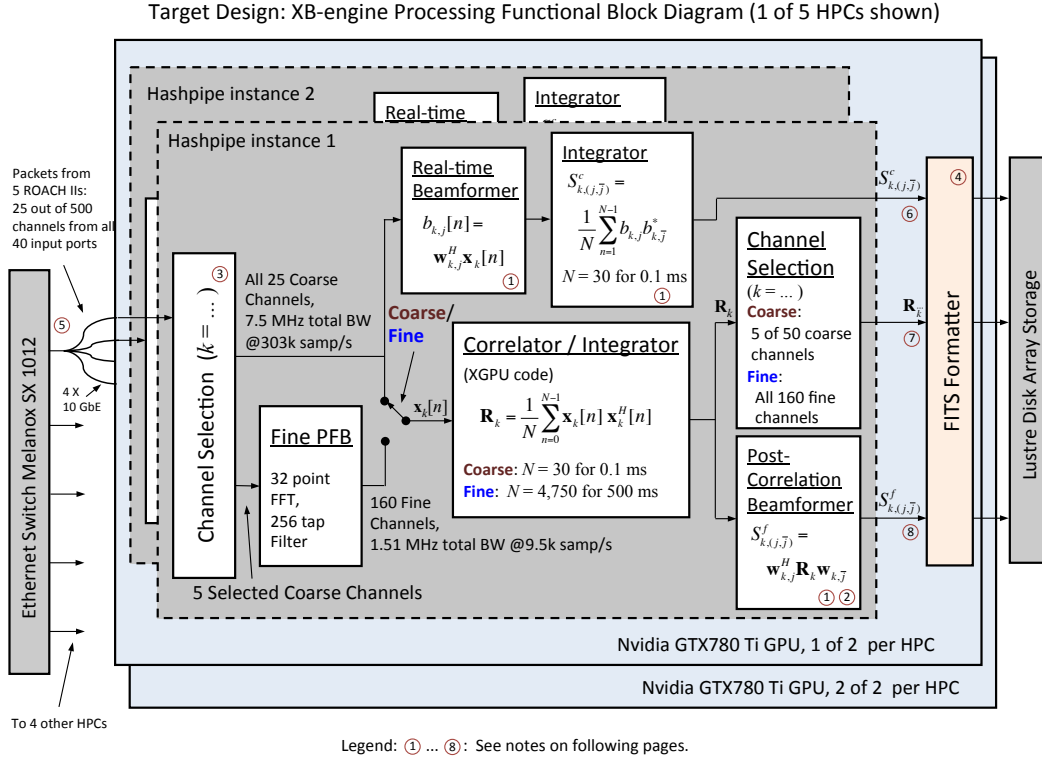 Target Design: XB-engine Processing Functional Block Diagram (1 of 5 HPCs shown)
Hashpipe instance 2
Real-time
Integrator
Hashpipe instance 1
Packets from
5 ROACH IIs:
25 out of 500
channels from all
40 input ports
Ethernet Switch Melanox SX 1012
⑤
4 X
10 GbE
To 4 other HPCs
Channel Selection (k = ... )
③
All 25 Coarse
Channels,
7.5 MHz total BW
@303k samp/s
Coarse/
Fine
x_k[n]
Fine PFB
32 point
FFT,
256 tap
Filter
160 Fine
Channels,
1.51 MHz total BW @9.5k samp/s
5 Selected Coarse Channels
Real-time
Beamformer
b_{k,j}[n] =
w_{k,j}^H x_k[n]
①
Integrator
S^c_{k,(j,j̅)} =
1/N ∑_{n=1}^{N−1} b_{k,j} b*_{k,j̅}
N = 30 for 0.1 ms
①
Correlator / Integrator
(XGPU code)
R_k = 1/N ∑_{n=0}^{N−1} x_k[n] x_k^H[n]
Coarse: N = 30 for 0.1 ms
Fine: N = 4,750 for 500 ms
R_k
Channel
Selection
(k = ... )
Coarse:
5 of 50 coarse
channels
Fine:
All 160 fine
channels
Post-
Correlation
Beamformer
S^f_{k,(j,j̅)} =
w^H_{k,j} R_k w_{k,j̅}
① ②
S^c_{k,(j,j̅)}
⑥
R_k̅
⑦
S^f_{k,(j,j̅)}
⑧
④
FITS Formatter
Lustre Disk Array Storage
Nvidia GTX780 Ti GPU, 1 of 2 per HPC
Nvidia GTX780 Ti GPU, 2 of 2 per HPC
Legend: ① ... ⑧: See notes on following pages.